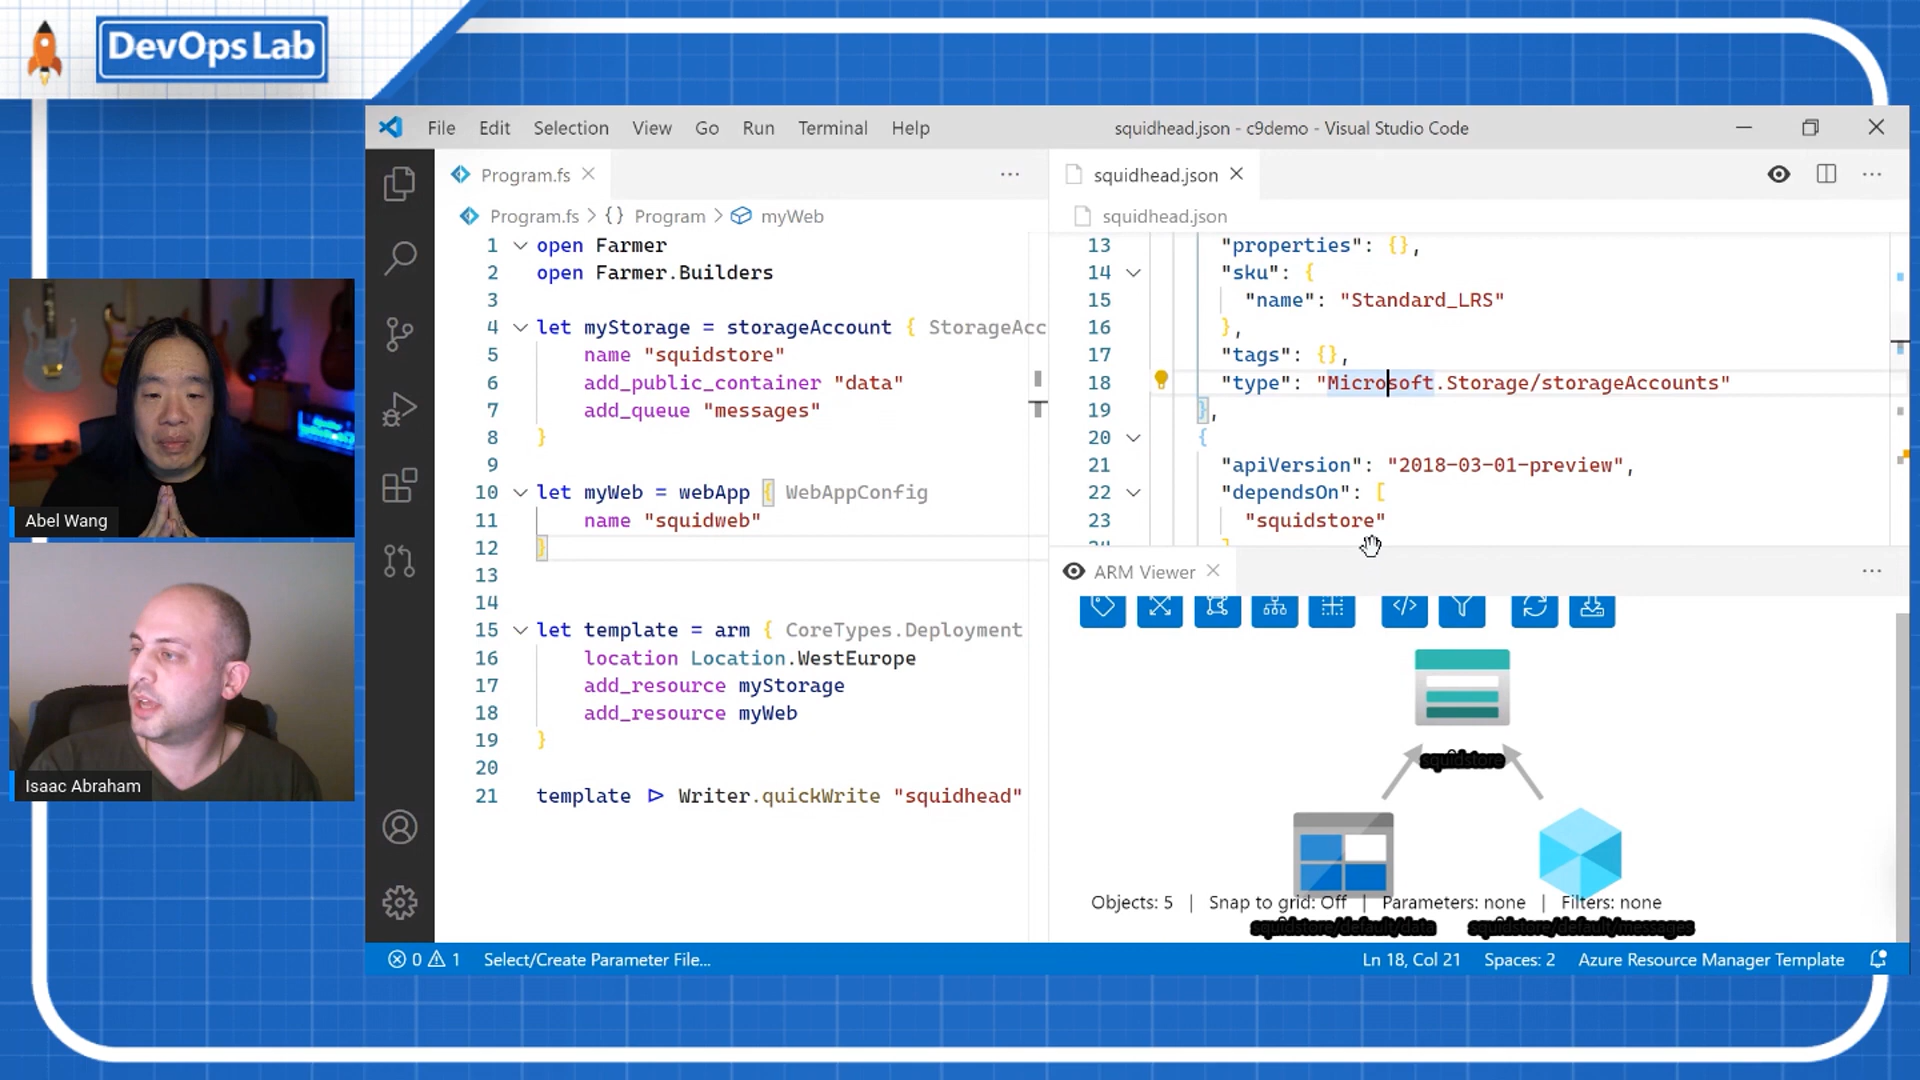 DevOps Lab
File Edit Selection View Go Run Terminal Help
squidhead.json - c9demo - Visual Studio Code
Program.fs
squidhead.json
Program.fs > {} Program > myWeb
squidhead.json
1 open Farmer
2 open Farmer.Builders
3
4 let myStorage = storageAccount { StorageAcc
5 name "squidstore"
6 add_public_container "data"
7 add_queue "messages"
8 }
9
10 let myWeb = webApp { WebAppConfig
11 name "squidweb"
12 }
13
14
15 let template = arm { CoreTypes.Deployment
16 location Location.WestEurope
17 add_resource myStorage
18 add_resource myWeb
19 }
20
21 template ▷ Writer.quickWrite "squidhead"
13 "properties": {},
14 "sku": {
15 "name": "Standard_LRS"
16 },
17 "tags": {},
18 "type": "Microsoft.Storage/storageAccounts"
19 },
20 {
21 "apiVersion": "2018-03-01-preview",
22 "dependsOn": [
23 "squidstore"
ARM Viewer
squidstore
Objects: 5 | Snap to grid: Off | Parameters: none | Filters: none
squidstore/default/data
squidstore/default/messages
Abel Wang
Isaac Abraham
0 1 Select/Create Parameter File...
Ln 18, Col 21 Spaces: 2 Azure Resource Manager Template